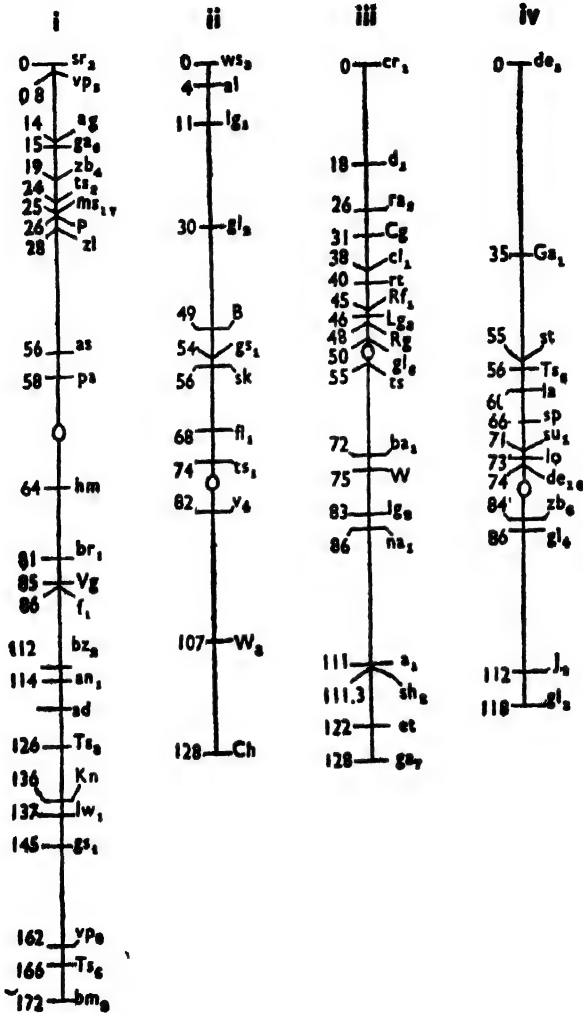 i
0 sr₂
0 8 vp₂
14 ag
15 ga₆
19 zb₄
24 ts₂
25 ms₁₇
26 p
28 zl
56 as
58 pa
64 hm
81 br₁
85 Vg
86 f₁
112 bz₂
114 an₁
ad
126 Ts₃
136 Kn
137 lw₁
145 gs₁
162 vp₈
166 Ts₆
172 bm₂
ii
0 ws₃
4 al
11 lg₁
30 gl₂
49 B
54 gs₁
56 sk
68 fl₁
74 ts₁
82 v₄
107 W₃
128 Ch
iii
0 cr₁
18 d₁
26 ra₂
31 Cg
38 cl₁
40 rt
45 Rf₁
46 Lg₃
48 Rg
50 gl₆
55 ts
72 ba₁
75 W
83 lg₂
86 na₁
111 a₁
111.3 sh₂
122 et
128 ga₇
iv
0 de₁
35 Ga₁
55 st
56 Ts₅
6( la
66 sp
71 su₁
73 lo
74 de₁₆
84' zb₆
86 gl₄
112 j₂
118 gl₃